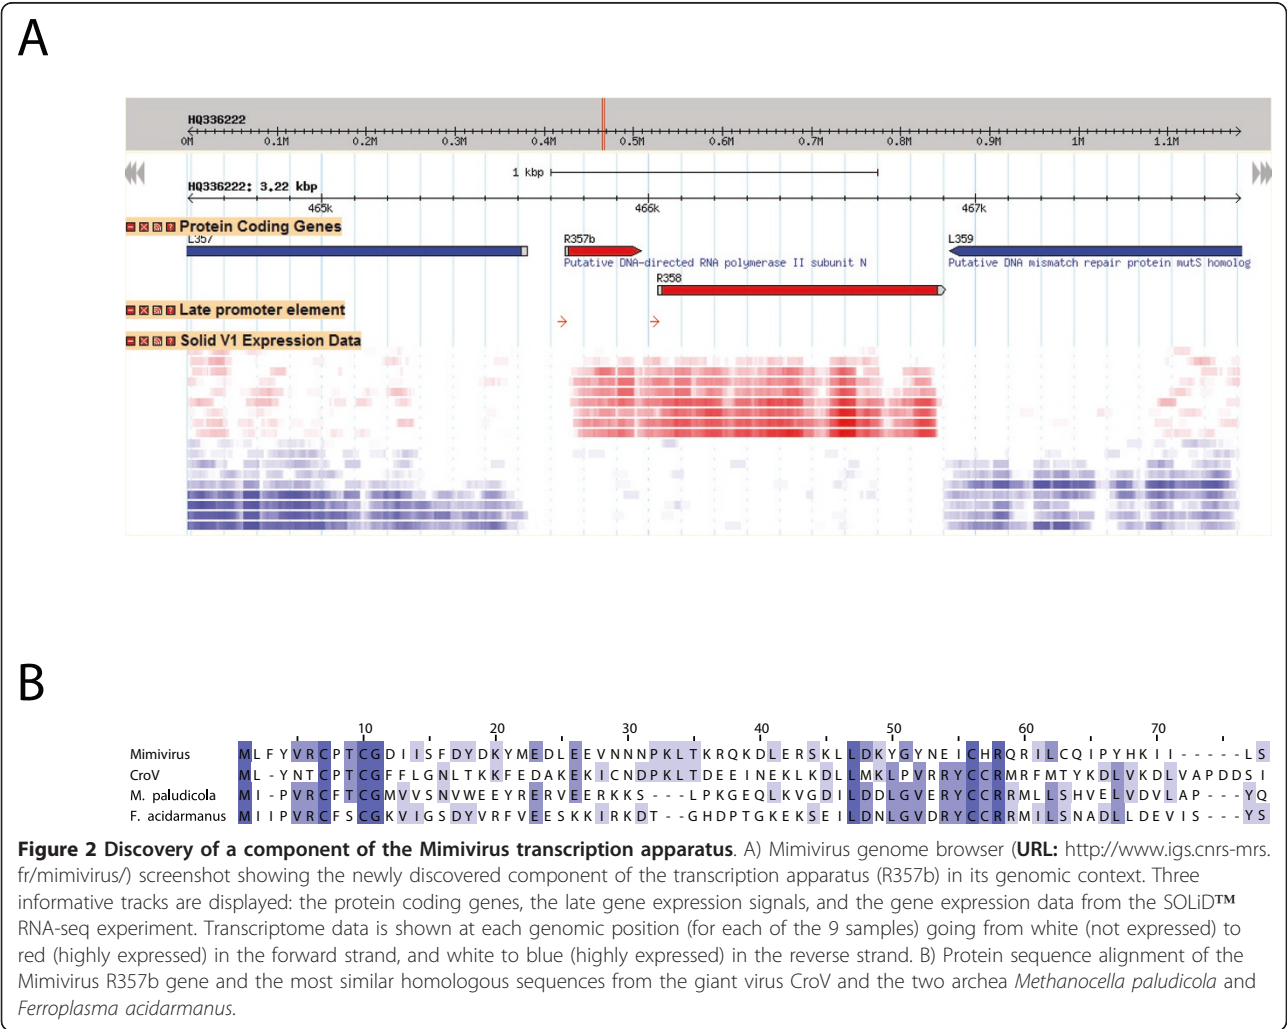 A
HQ336222
0M 0.1M 0.2M 0.3M 0.4M 0.5M 0.6M 0.7M 0.8M 0.9M 1M 1.1M
1 kbp
HQ336222: 3.22 kbp
465k 466k 467k
Protein Coding Genes
L357 R357b L359
Putative DNA-directed RNA polymerase II subunit N Putative DNA mismatch repair protein mutS homolog
R358
Late promoter element
Solid V1 Expression Data
B
10 20 30 40 50 60 70
Mimivirus MLFYVRCPTCGDIISFDYDKYMEDLEEVNNNPKLTKRQKDLERSKLLDKYGYNEICHRQRILCQIPYHKII-----LS
CroV ML-YNTCPTCGFFLGNLTKKFEDAKEKICNDPKLTDEEINEKLKDLLMKLPVRRYCCRMRFMTYKDLVKDLVAPDDSI
M. paludicola MI-PVRCFTCGMVVSNVWEEYRERVEERKKS---LPKGEQLKVGDILDDLGVERYCCRRMLLSHVELVDVLAP---YQ
F. acidarmanus MIIPVRCFSCGKVIGSDYVRFVEESKKIRKDT--GHDPTGKEKSEILDNLGVDRYCCRRMILSNADLLDEVIS---YS
Figure 2 Discovery of a component of the Mimivirus transcription apparatus. A) Mimivirus genome browser (URL: http://www.igs.cnrs-mrs.
fr/mimivirus/) screenshot showing the newly discovered component of the transcription apparatus (R357b) in its genomic context. Three
informative tracks are displayed: the protein coding genes, the late gene expression signals, and the gene expression data from the SOLiD™
RNA-seq experiment. Transcriptome data is shown at each genomic position (for each of the 9 samples) going from white (not expressed) to
red (highly expressed) in the forward strand, and white to blue (highly expressed) in the reverse strand. B) Protein sequence alignment of the
Mimivirus R357b gene and the most similar homologous sequences from the giant virus CroV and the two archea Methanocella paludicola and
Ferroplasma acidarmanus.